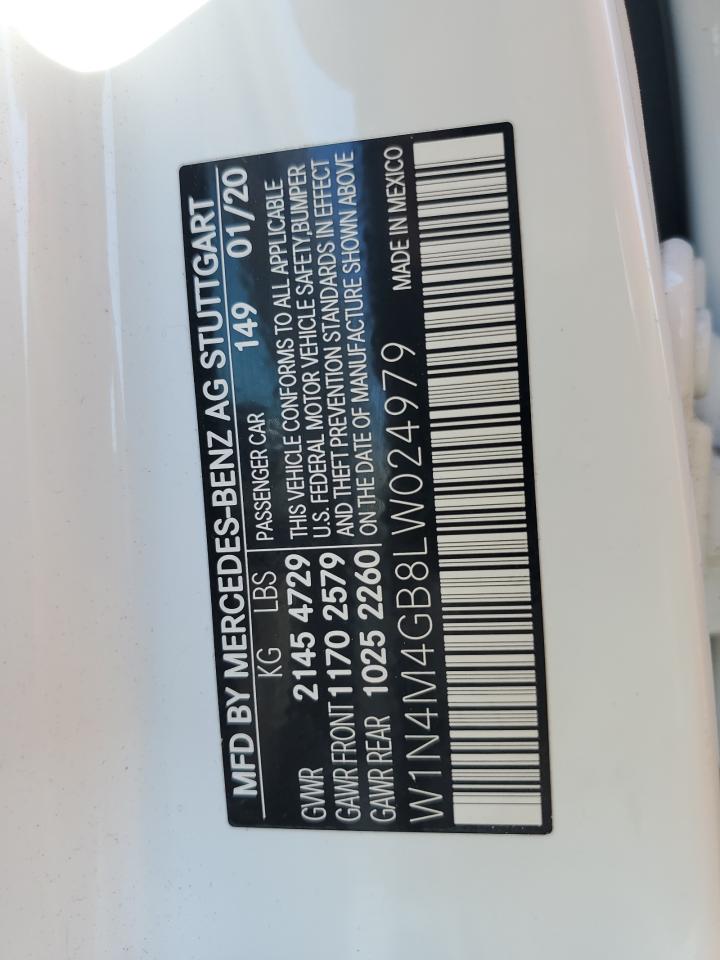 MFD BY MERCEDES-BENZ AG STUTTGART
KG LBS PASSENGER CAR 149 01/20
GVWR 2145 4729 THIS VEHICLE CONFORMS TO ALL APPLICABLE
U.S. FEDERAL MOTOR VEHICLE SAFETY,BUMPER
GAWR FRONT 1170 2579 AND THEFT PREVENTION STANDARDS IN EFFECT
GAWR REAR 1025 2260 ON THE DATE OF MANUFACTURE SHOWN ABOVE
W1N4M4GB8LW024979 MADE IN MEXICO